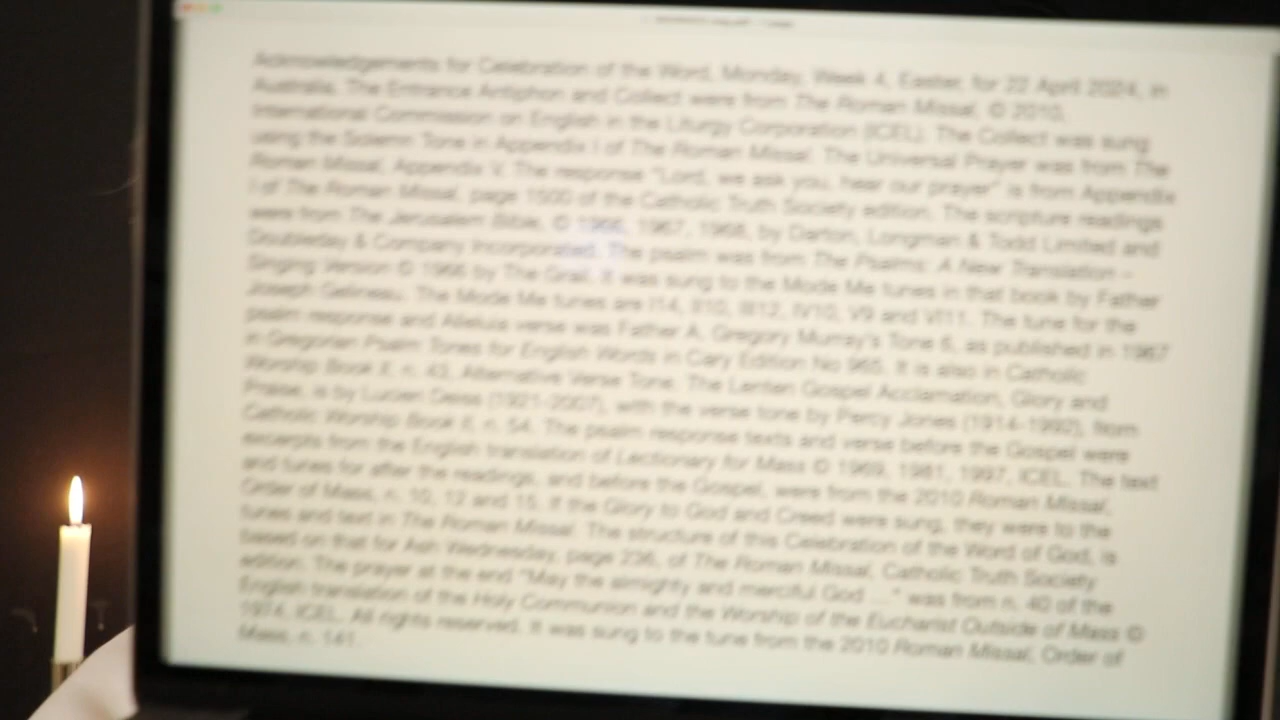 Acknowledgements for Celebration of the Word, Monday, Week 4, Easter, for 22 April 2024, in
Australia. The Entrance Antiphon and Collect were from The Roman Missal, © 2010,
International Commission on English in the Liturgy Corporation (ICEL). The Collect was sung
using the Solemn Tone in Appendix I of The Roman Missal. The Universal Prayer was from The
Roman Missal, Appendix V. The response "Lord, we ask you, hear our prayer" is from Appendix
I of The Roman Missal, page 1500 of the Catholic Truth Society edition. The scripture readings
were from The Jerusalem Bible, © 1966, 1967, 1968, by Darton, Longman & Todd Limited and
Doubleday & Company Incorporated. The psalm was from The Psalms: A New Translation –
Singing Version © 1966 by The Grail. It was sung to the Mode Me tunes in that book by Father
Joseph Gelineau. The Mode Me tunes are I14, II10, III12, IV10, V9 and VI11. The tune for the
psalm response and Alleluia verse was Father A. Gregory Murray's Tone 6, as published in 1967
in Gregorian Psalm Tones for English Words in Cary Edition No 965. It is also in Catholic
Worship Book II, n. 43, Alternative Verse Tone. The Lenten Gospel Acclamation, Glory and
Praise, is by Lucien Deiss (1921-2007), with the verse tone by Percy Jones (1914-1992), from
Catholic Worship Book II, n. 54. The psalm response texts and verse before the Gospel were
excerpts from the English translation of Lectionary for Mass © 1969, 1981, 1997, ICEL. The text
and tunes for after the readings, and before the Gospel, were from the 2010 Roman Missal,
Order of Mass, n. 10, 12 and 15. If the Glory to God and Creed were sung, they were to the
tunes and text in The Roman Missal. The structure of this Celebration of the Word of God, is
based on that for Ash Wednesday, page 236, of The Roman Missal, Catholic Truth Society
edition. The prayer at the end "May the almighty and merciful God ..." was from n. 40 of the
English translation of the Holy Communion and the Worship of the Eucharist Outside of Mass ©
1974, ICEL. All rights reserved. It was sung to the tune from the 2010 Roman Missal, Order of
Mass, n. 141.